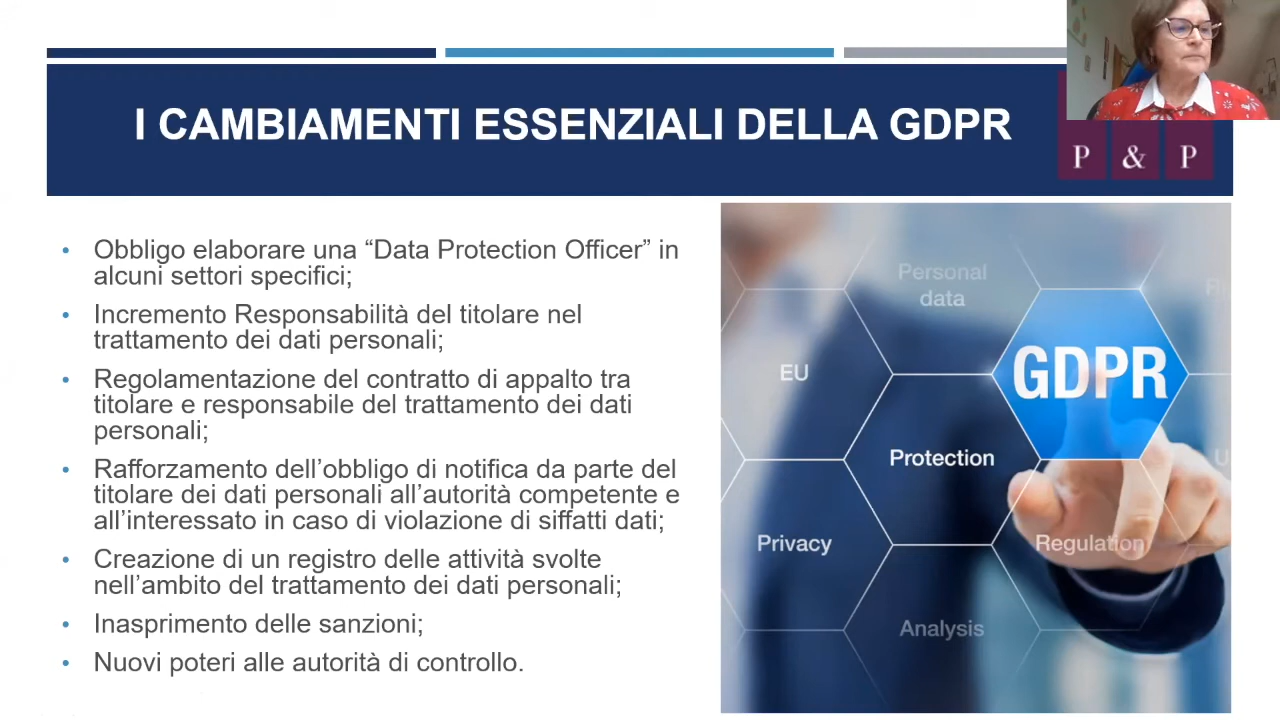 I CAMBIAMENTI ESSENZIALI DELLA GDPR
P & P
• Obbligo elaborare una “Data Protection Officer” in
alcuni settori specifici;
• Incremento Responsabilità del titolare nel
trattamento dei dati personali;
• Regolamentazione del contratto di appalto tra
titolare e responsabile del trattamento dei dati
personali;
• Rafforzamento dell’obbligo di notifica da parte del
titolare dei dati personali all’autorità competente e
all’interessato in caso di violazione di siffatti dati;
• Creazione di un registro delle attività svolte
nell’ambito del trattamento dei dati personali;
• Inasprimento delle sanzioni;
• Nuovi poteri alle autorità di controllo.
Personal
data
EU
GDPR
Protection
Privacy
Regulation
Analysis